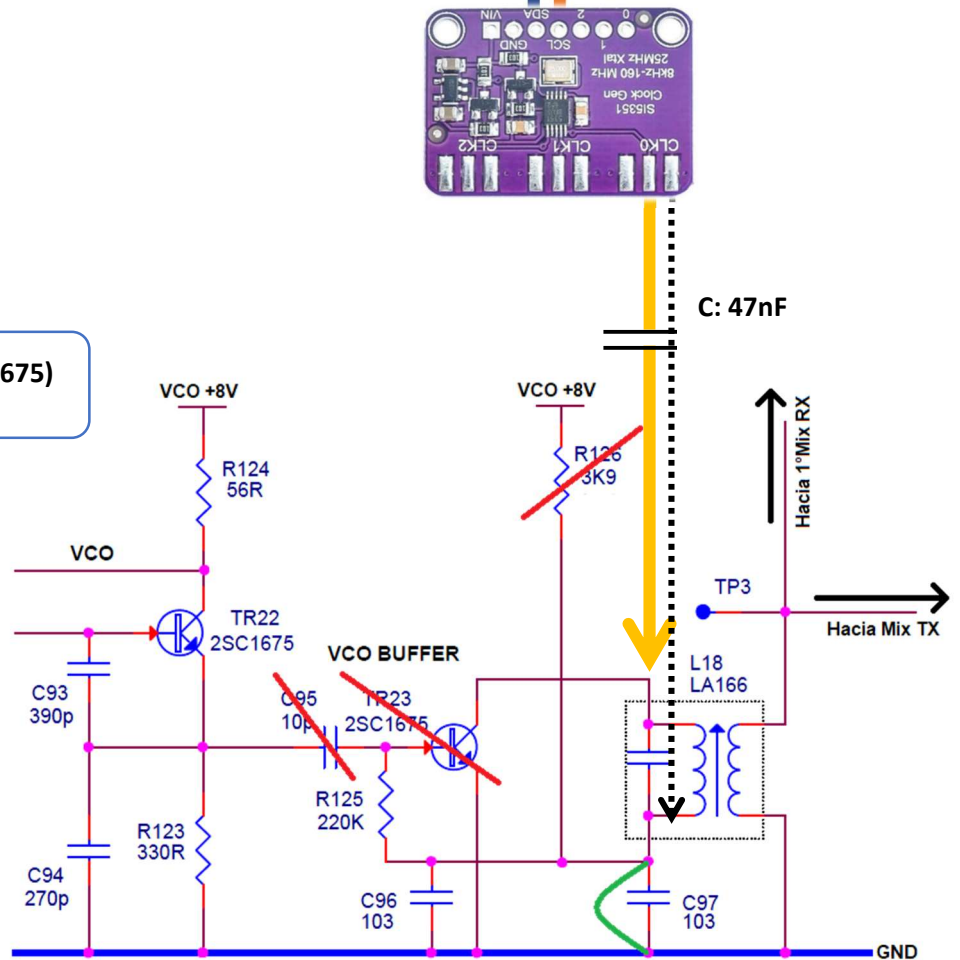 VIN
GND
SDA
SCL
2
1
0
25MHz Xtal
8kHz-160 MHz
Clock Gen
SI5351
CLK2
CLK1
CLK0
C: 47nF
675)
VCO +8V
VCO +8V
R124
56R
R126
3K9
Hacia 1°Mix RX
VCO
TP3
TR22
2SC1675
Hacia Mix TX
VCO BUFFER
L18
LA166
C93
390p
C95
10p
TR23
2SC1675
R125
220K
R123
330R
C94
270p
C96
103
C97
103
GND